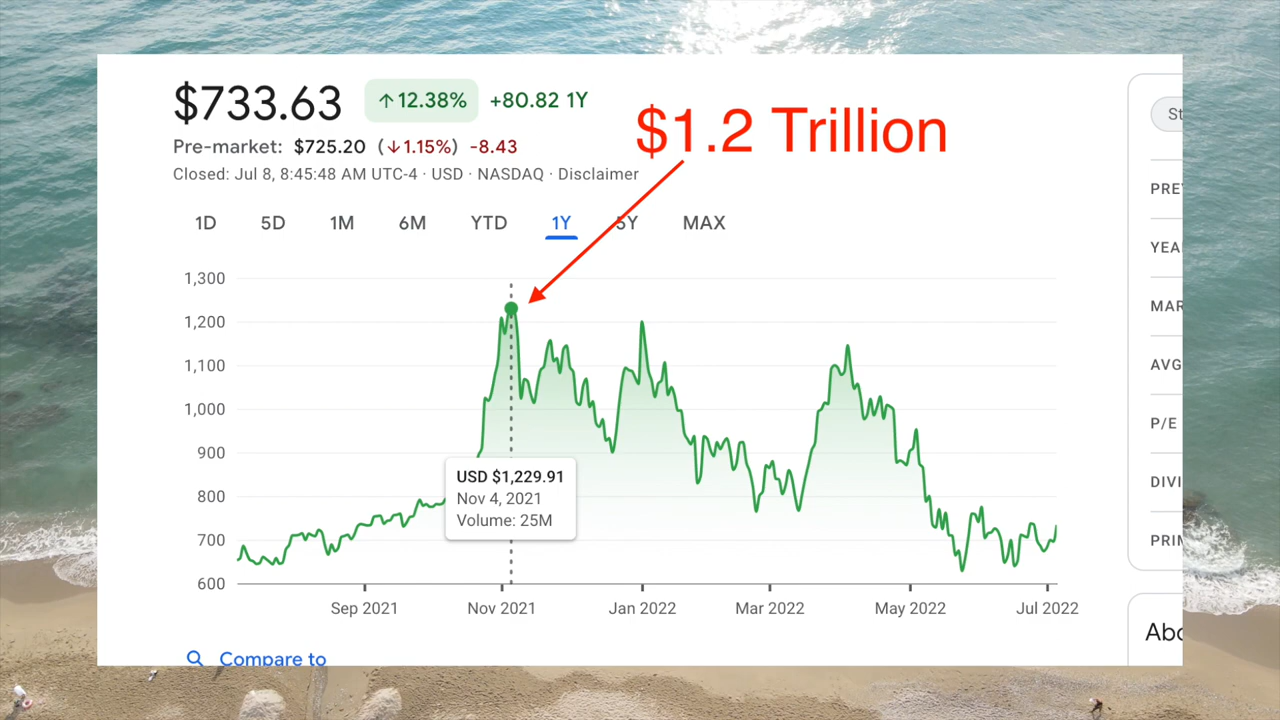 $733.63 ↑12.38% +80.82 1Y
$1.2 Trillion
Pre-market: $725.20 (↓1.15%) -8.43
Closed: Jul 8, 8:45:48 AM UTC-4 · USD · NASDAQ · Disclaimer
1D 5D 1M 6M YTD 1Y 5Y MAX
1,300
1,200
1,100
1,000
900
800
700
600
USD $1,229.91
Nov 4, 2021
Volume: 25M
Sep 2021 Nov 2021 Jan 2022 Mar 2022 May 2022 Jul 2022
Compare to
St
PRE
YEA
MAR
AVG
P/E
DIVI
PRIM
Abo